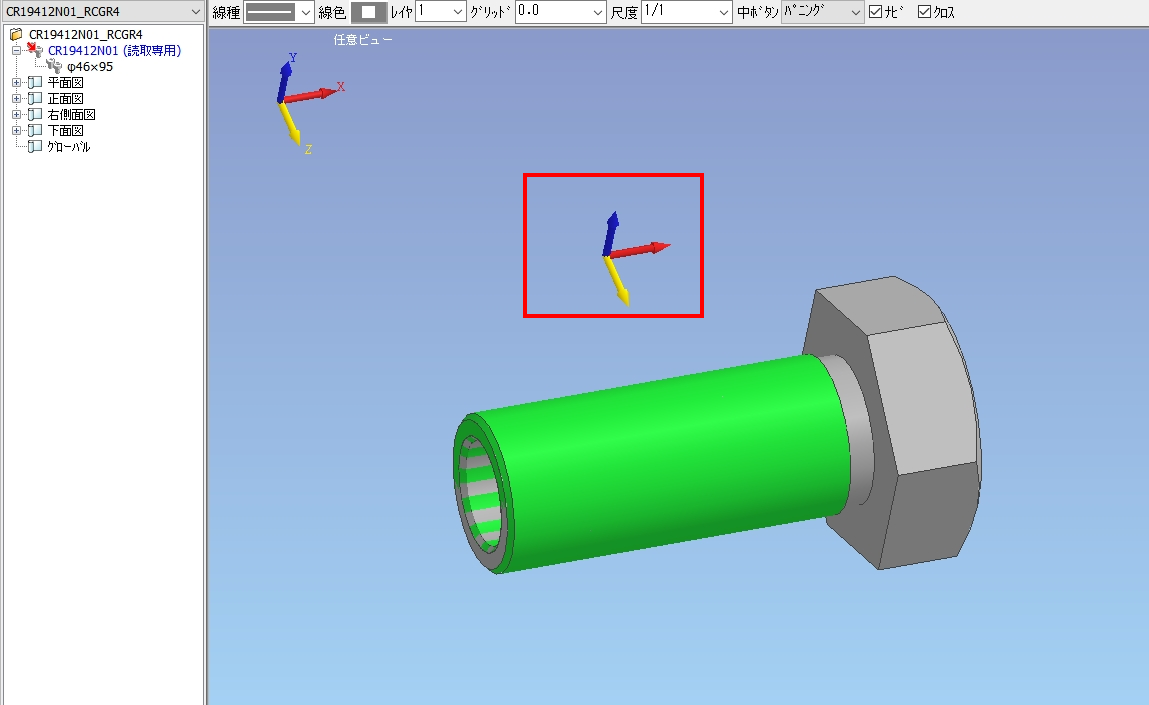 CR19412N01_RCGR4
線種
線色
ﾚｲﾔ 1
ｸﾞﾘｯﾄﾞ 0.0
尺度 1/1
中ﾎﾞﾀﾝ ﾊﾟﾆﾝｸﾞ
ﾅﾋﾞ
ｸﾛｽ
CR19412N01_RCGR4
CR19412N01 (読取専用)
φ46×95
平面図
正面図
右側面図
下面図
ｸﾞﾛｰﾊﾞﾙ
任意ビュー
Y
X
Z